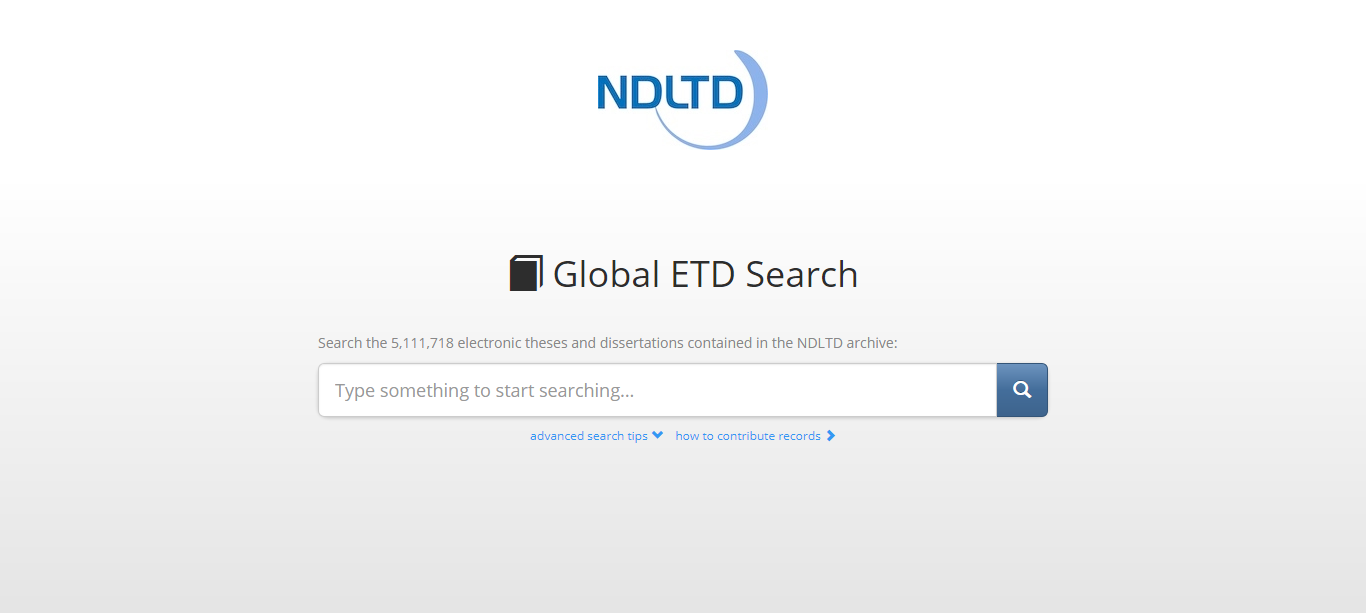 NDLTD
Global ETD Search
Search the 5,111,718 electronic theses and dissertations contained in the NDLTD archive:
Type something to start searching...
advanced search tips how to contribute records